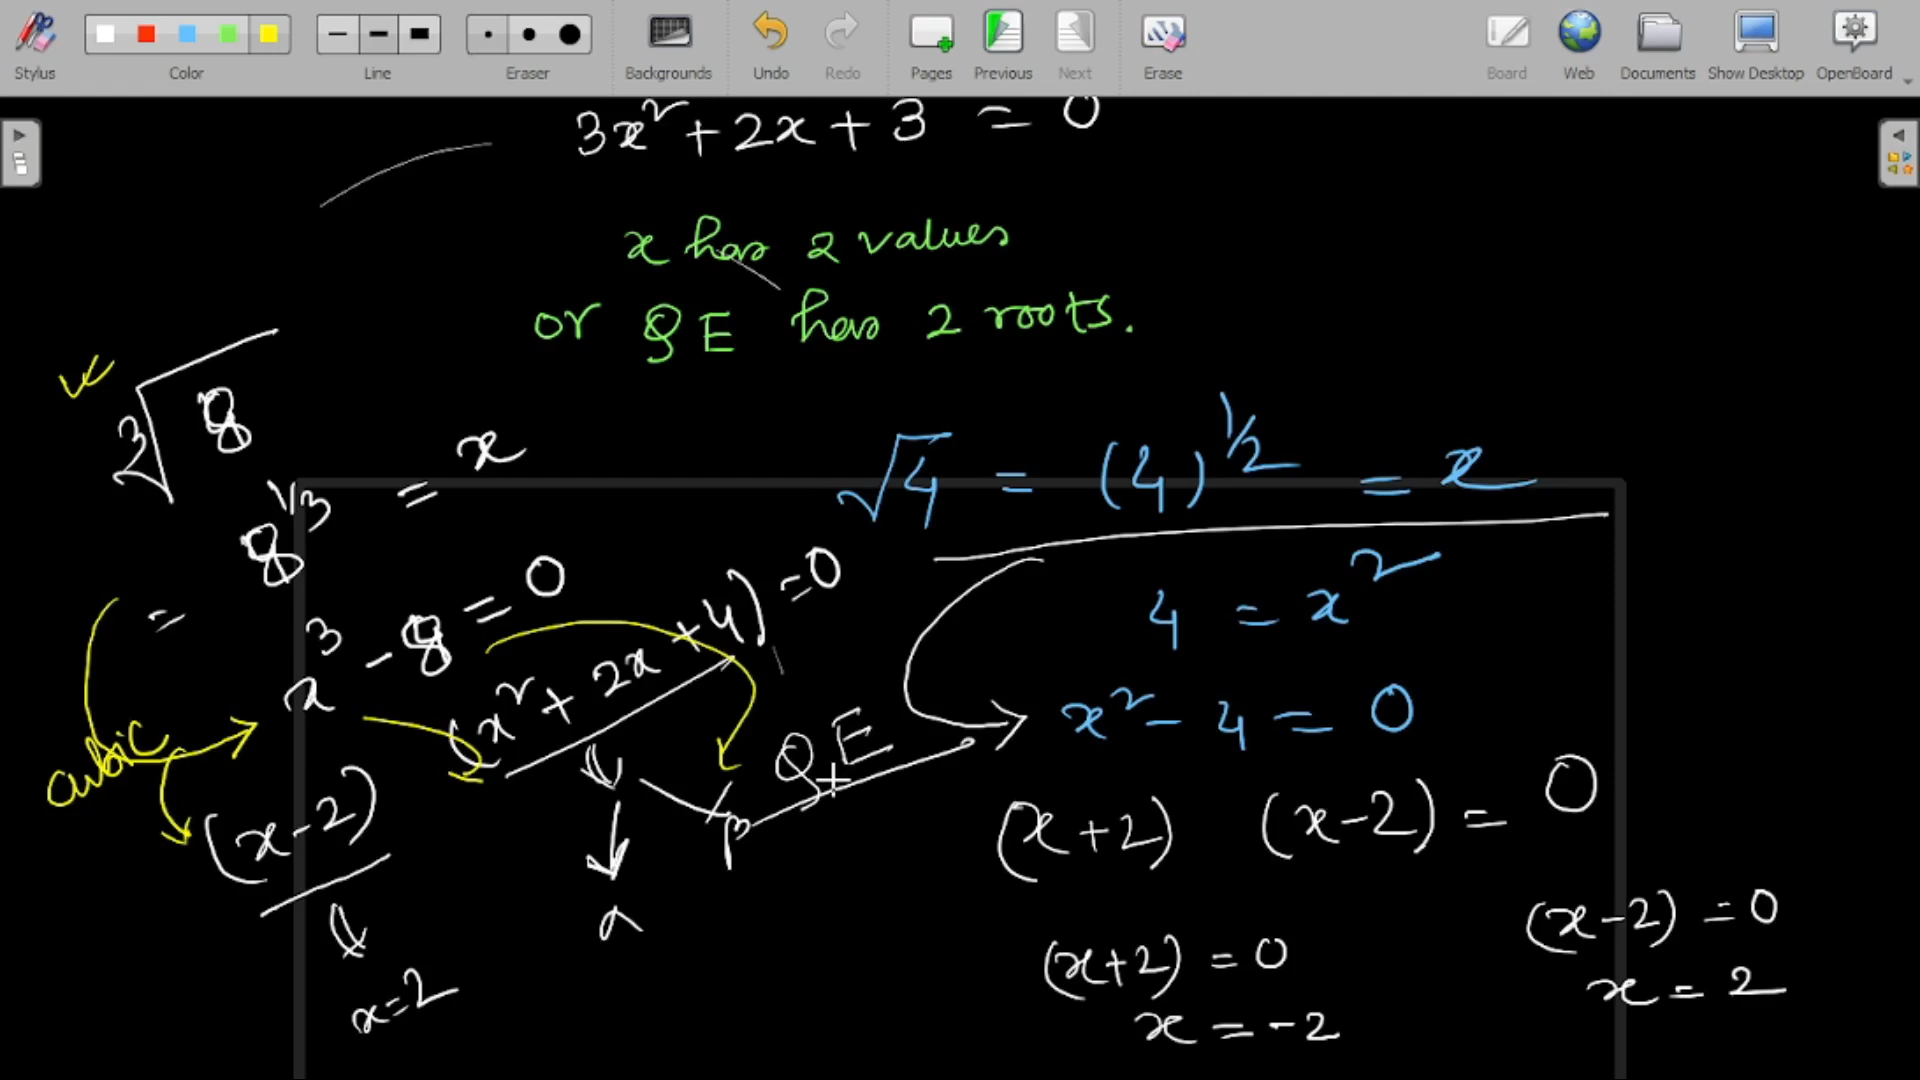 Stylus Color Line Eraser Backgrounds Undo Redo Pages Previous Next Erase Board Web Documents Show Desktop OpenBoard
3x² + 2x + 3 = 0
x has 2 values
or QE has 2 roots.
∛8
8^1/3 = x
=
x³ - 8 = 0
cubic
(x-2) (x² + 2x + 4) = 0
x=2
α
β
QE
√4 = (4)^1/2 = x
4 = x²
x² - 4 = 0
(x+2) (x-2) = 0
(x+2) = 0
x = -2
(x-2) = 0
x = 2